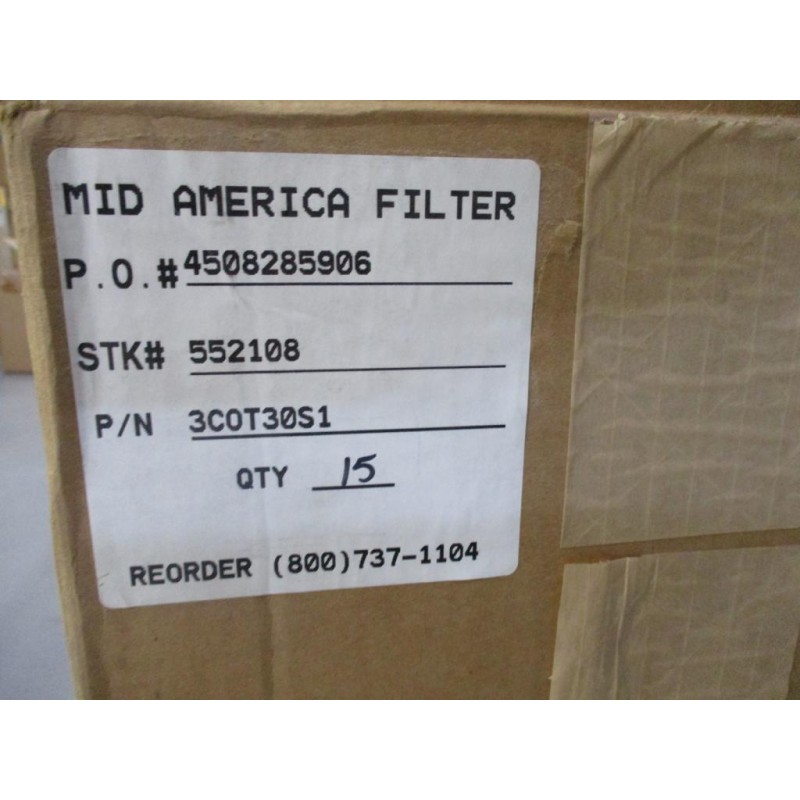 MID AMERICA FILTER
P.O.# 4508285906
STK# 552108
P/N 3COT30S1
QTY 15
REORDER (800)737-1104